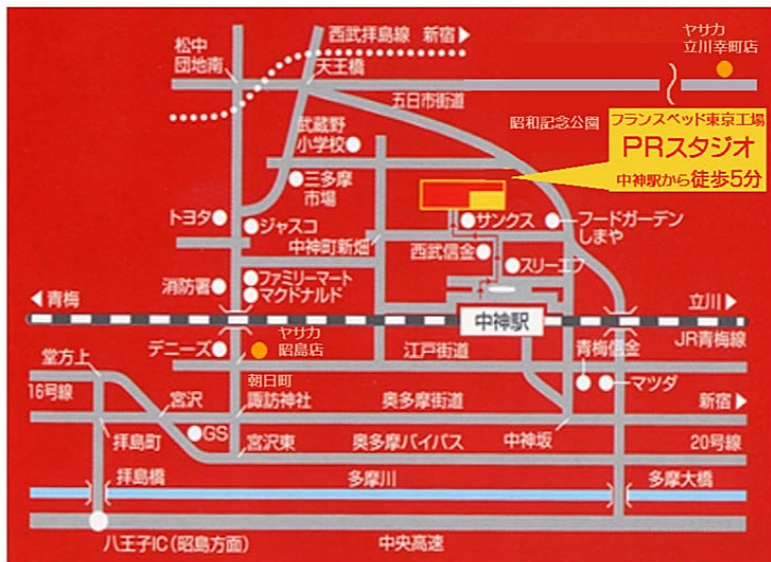 西武拝島線 新宿▶
ヤサカ
立川幸町店
松中
団地南
天王橋
五日市街道
昭和記念公園
フランスベッド東京工場
PRスタジオ
中神駅から徒歩5分
武蔵野
小学校
三多摩
市場
トヨタ
ジャスコ
サンクス
フードガーデン
しまや
中神町新畑
西武信金
スリーエフ
消防署
ファミリーマート
マクドナルド
◀青梅
立川▶
中神駅
JR青梅線
ヤサカ
昭島店
デニーズ
江戸街道
青梅信金
マツダ
堂方上
16号線
朝日町
宮沢
諏訪神社
奥多摩街道
新宿▶
拝島町
GS
宮沢東
奥多摩バイパス
中神坂
20号線
拝島橋
多摩川
多摩大橋
八王子IC(昭島方面)
中央高速